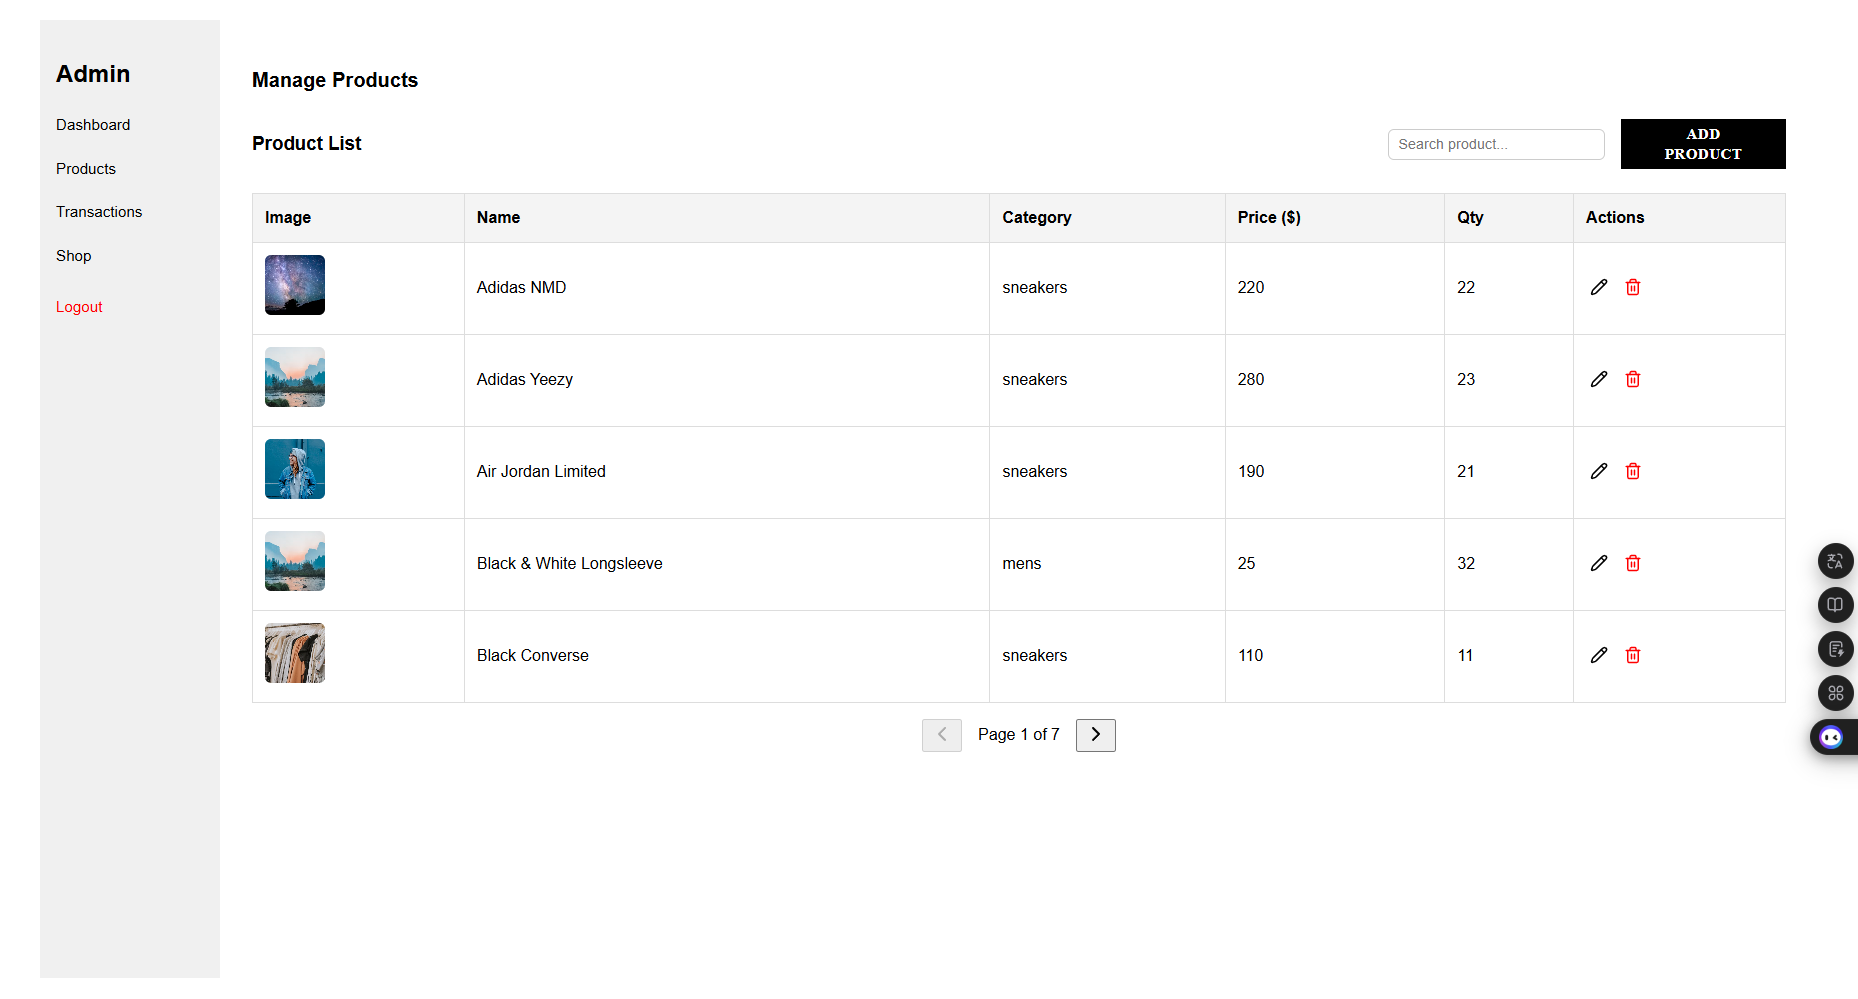 Admin
Dashboard
Products
Transactions
Shop
Logout
Manage Products
Product List
Search product...
ADD
PRODUCT
Image Name Category Price ($) Qty Actions
Adidas NMD sneakers 220 22
Adidas Yeezy sneakers 280 23
Air Jordan Limited sneakers 190 21
Black & White Longsleeve mens 25 32
Black Converse sneakers 110 11
Page 1 of 7